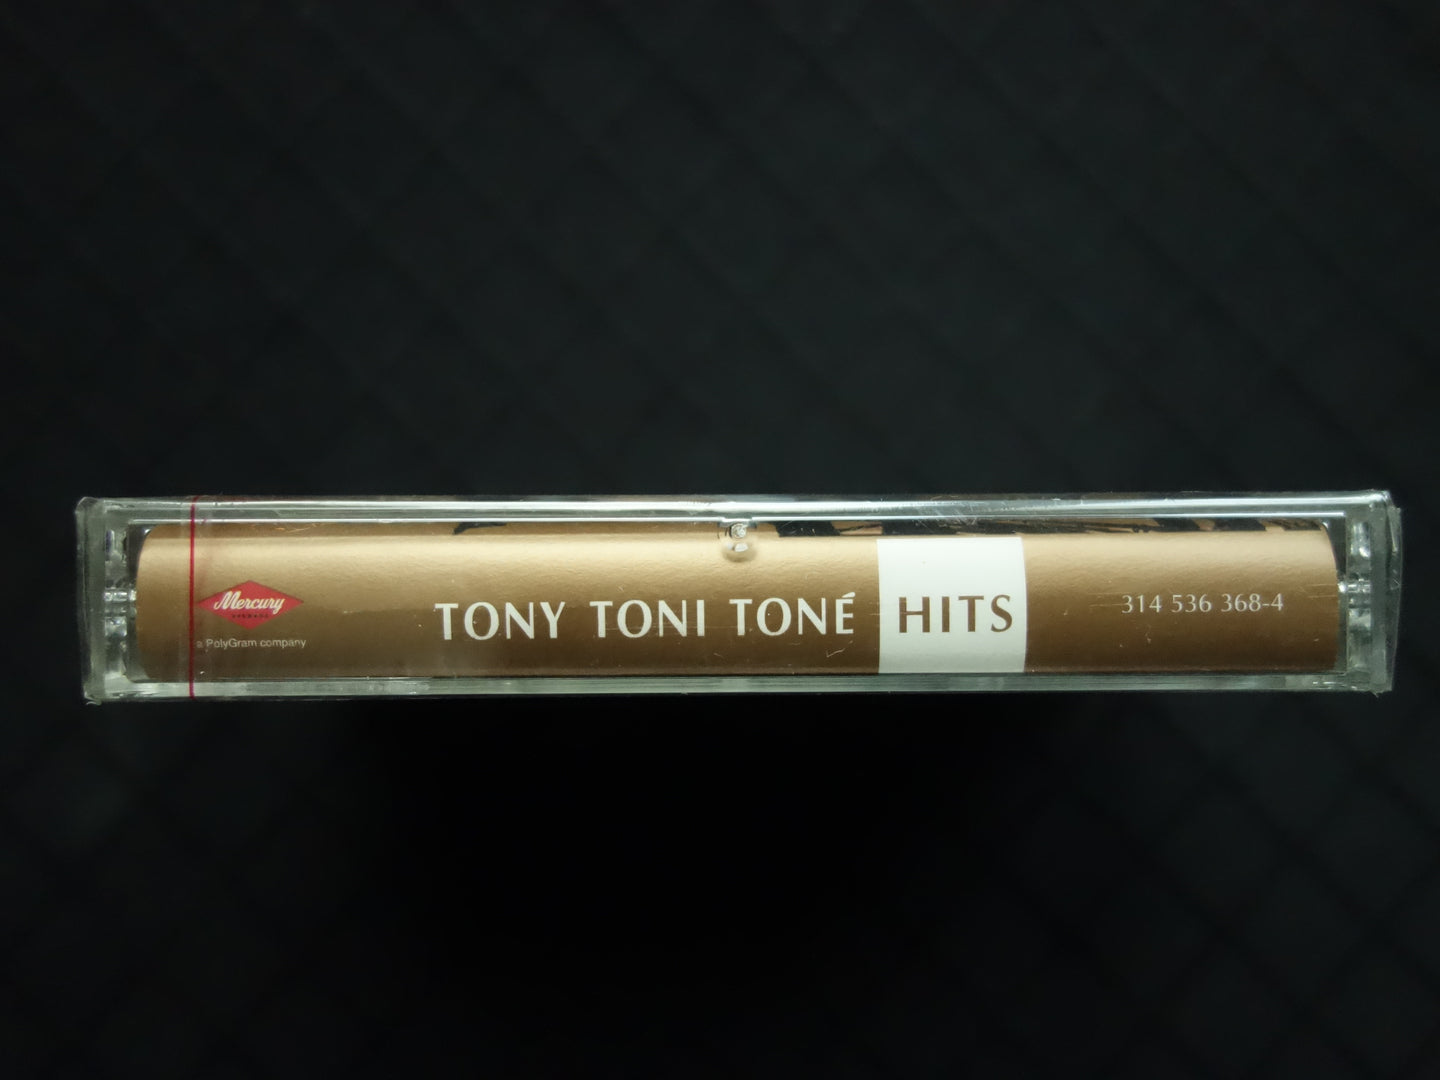 Mercury
a PolyGram company
TONY TONI TONÉ HITS
314 536 368-4